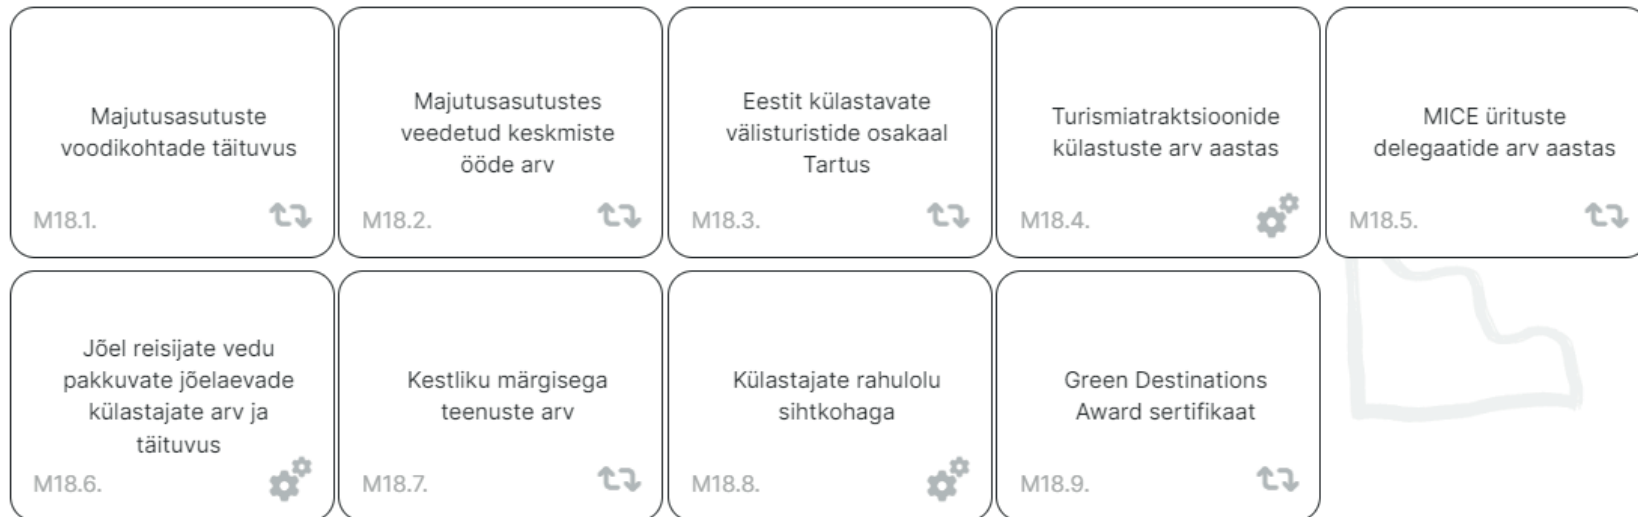 Majutusasutuste
voodikohtade täituvus
M18.1.
Majutusasutustes
veedetud keskmiste
ööde arv
M18.2.
Eestit külastavate
välisturistide osakaal
Tartus
M18.3.
Turismiatraktsioonide
külastuste arv aastas
M18.4.
MICE ürituste
delegaatide arv aastas
M18.5.
Jõel reisijate vedu
pakkuvate jõelaevade
külastajate arv ja
täituvus
M18.6.
Kestliku märgisega
teenuste arv
M18.7.
Külastajate rahulolu
sihtkohaga
M18.8.
Green Destinations
Award sertifikaat
M18.9.